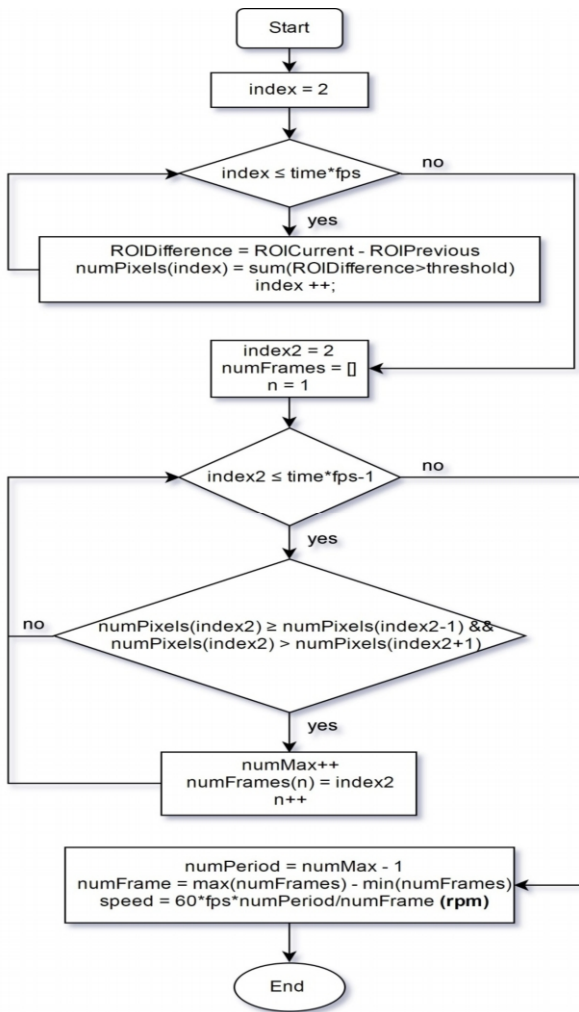 Start
index = 2
index ≤ time*fps
no
yes
ROIDifference = ROICurrent - ROIPrevious
numPixels(index) = sum(ROIDifference>threshold)
index ++;
index2 = 2
numFrames = []
n = 1
index2 ≤ time*fps-1
no
yes
no
numPixels(index2) ≥ numPixels(index2-1) &&
numPixels(index2) > numPixels(index2+1)
yes
numMax++
numFrames(n) = index2
n++
numPeriod = numMax - 1
numFrame = max(numFrames) - min(numFrames)
speed = 60*fps*numPeriod/numFrame (rpm)
End